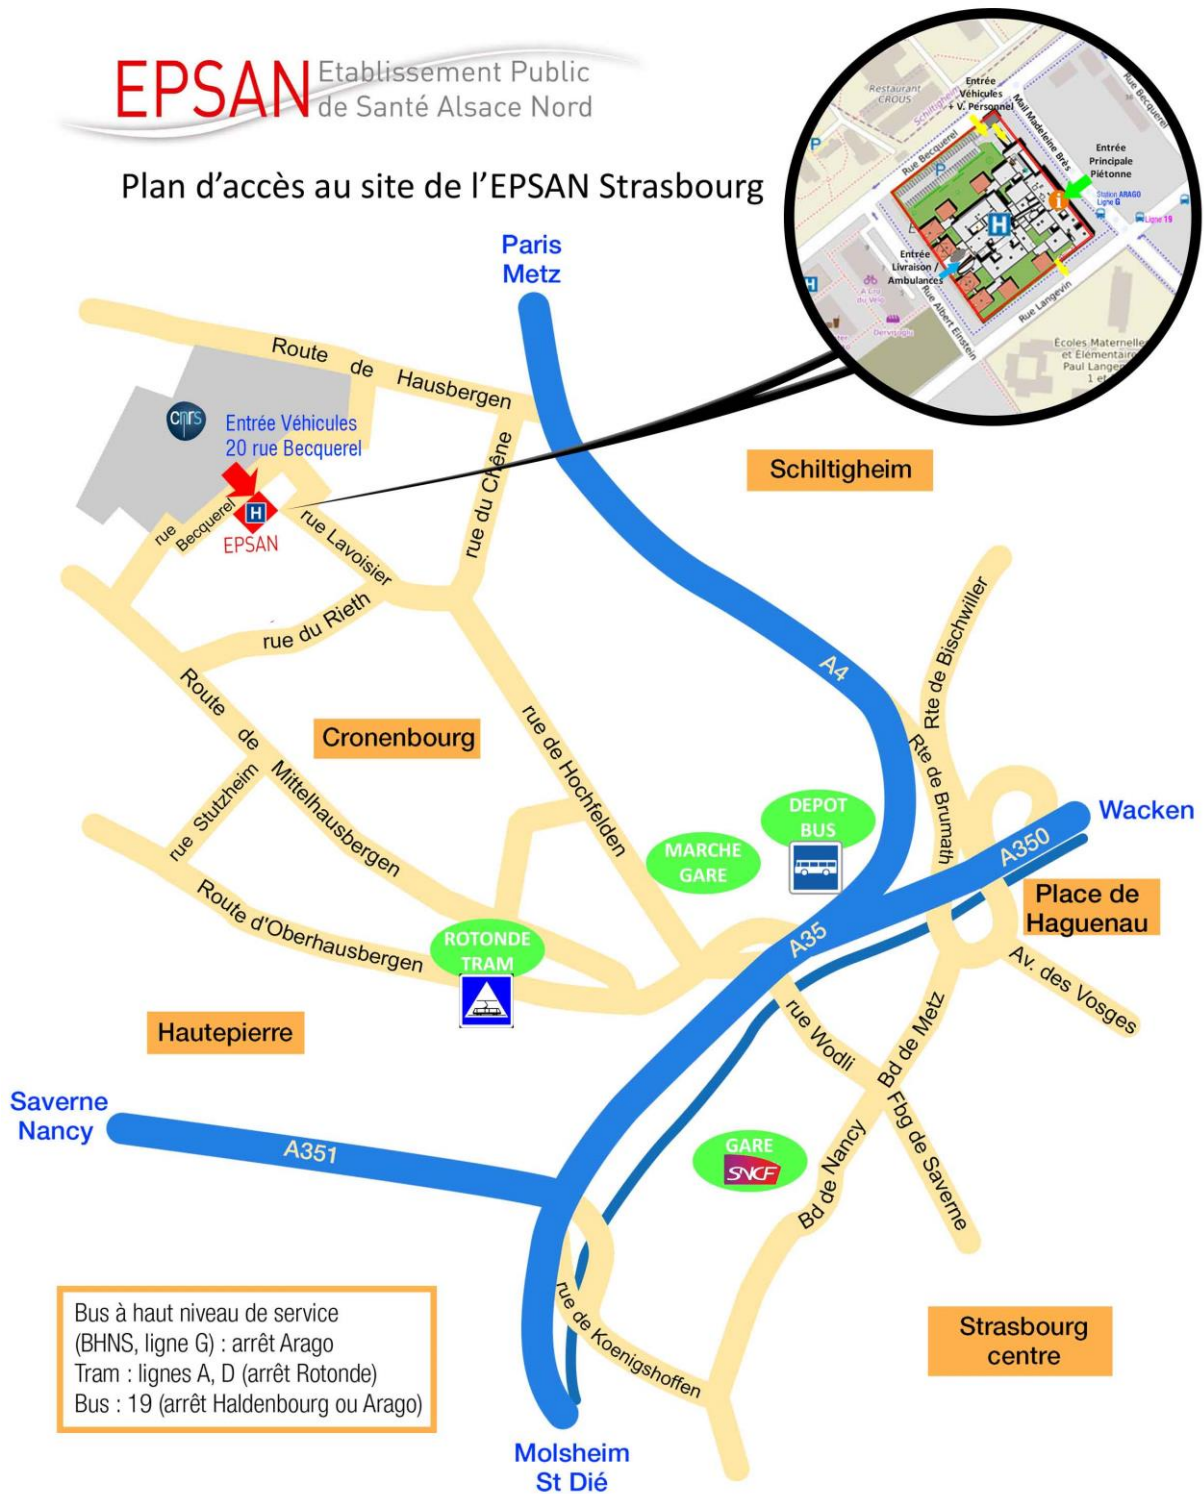 EPSAN
Etablissement Public
de Santé Alsace Nord
Plan d'accès au site de l'EPSAN Strasbourg
Restaurant
CROUS
Schiltigheim
Rue Becquerel
Entrée
Véhicules
+ V. Personnel
Mail Madeleine Brès
Rue Becquerel
P
P
Entrée
Principale
Piétonne
Station ARAGO
Ligne G
Ligne 19
i
H
H
Entrée
Livraison /
Ambulances
Rue Albert Einstein
Rue Langevin
Écoles Maternelle
et Élémentaire
Paul Lange
Paris
Metz
Route de Hausbergen
cnrs
Entrée Véhicules
20 rue Becquerel
H
EPSAN
rue Becquerel
rue Lavoisier
rue du Chêne
rue du Rieth
Schiltigheim
A4
Rte de Bischwiller
Rte de Brumath
Route de Mittelhausbergen
Cronenbourg
rue de Hochfelden
rue Stutzheim
DEPOT
BUS
MARCHE
GARE
A350
Wacken
Place de
Haguenau
Route d'Oberhausbergen
ROTONDE
TRAM
A35
Av. des Vosges
Hautepierre
rue Wodli
Bd de Metz
Saverne
Nancy
A351
GARE
SNCF
Bd de Nancy
Fbg de Saverne
rue de Koenigshoffen
Strasbourg
centre
Bus à haut niveau de service
(BHNS, ligne G) : arrêt Arago
Tram : lignes A, D (arrêt Rotonde)
Bus : 19 (arrêt Haldenbourg ou Arago)
Molsheim
St Dié